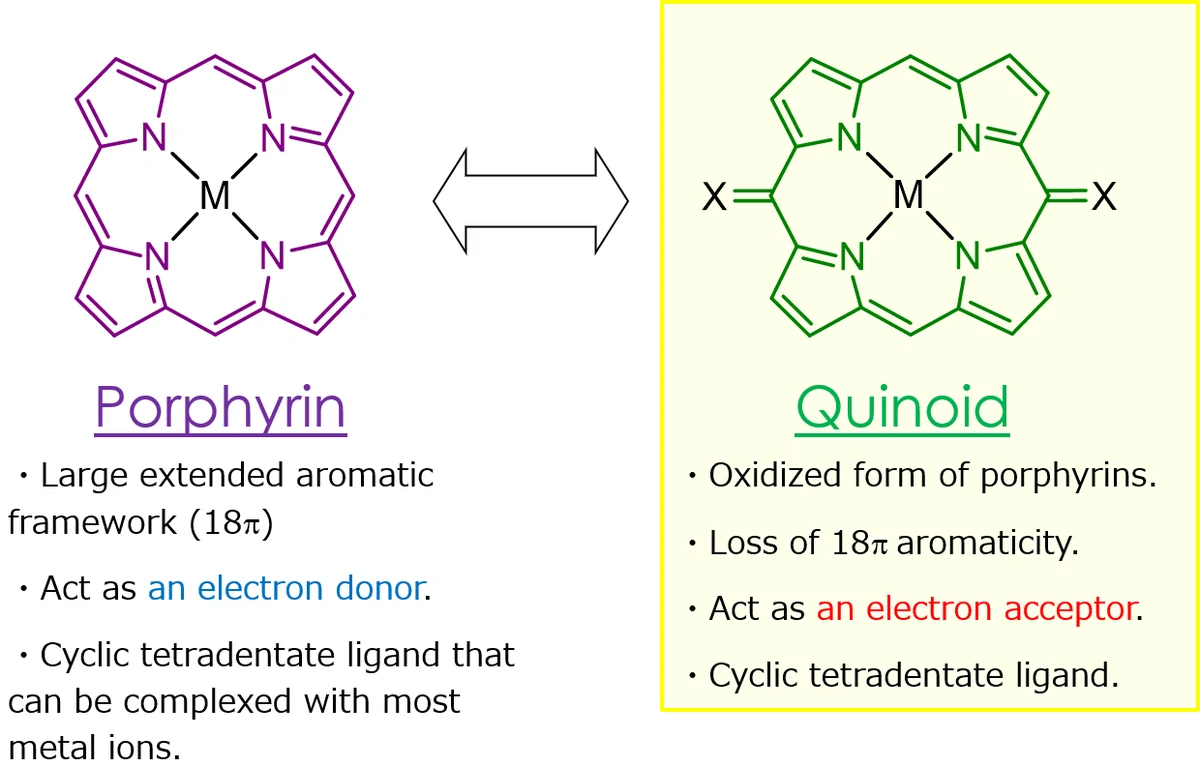 N
N
M
N
N
Porphyrin
・Large extended aromatic
framework (18π)
・Act as an electron donor.
・Cyclic tetradentate ligand that
can be complexed with most
metal ions.
N
N
X
M
X
N
N
Quinoid
・Oxidized form of porphyrins.
・Loss of 18π aromaticity.
・Act as an electron acceptor.
・Cyclic tetradentate ligand.